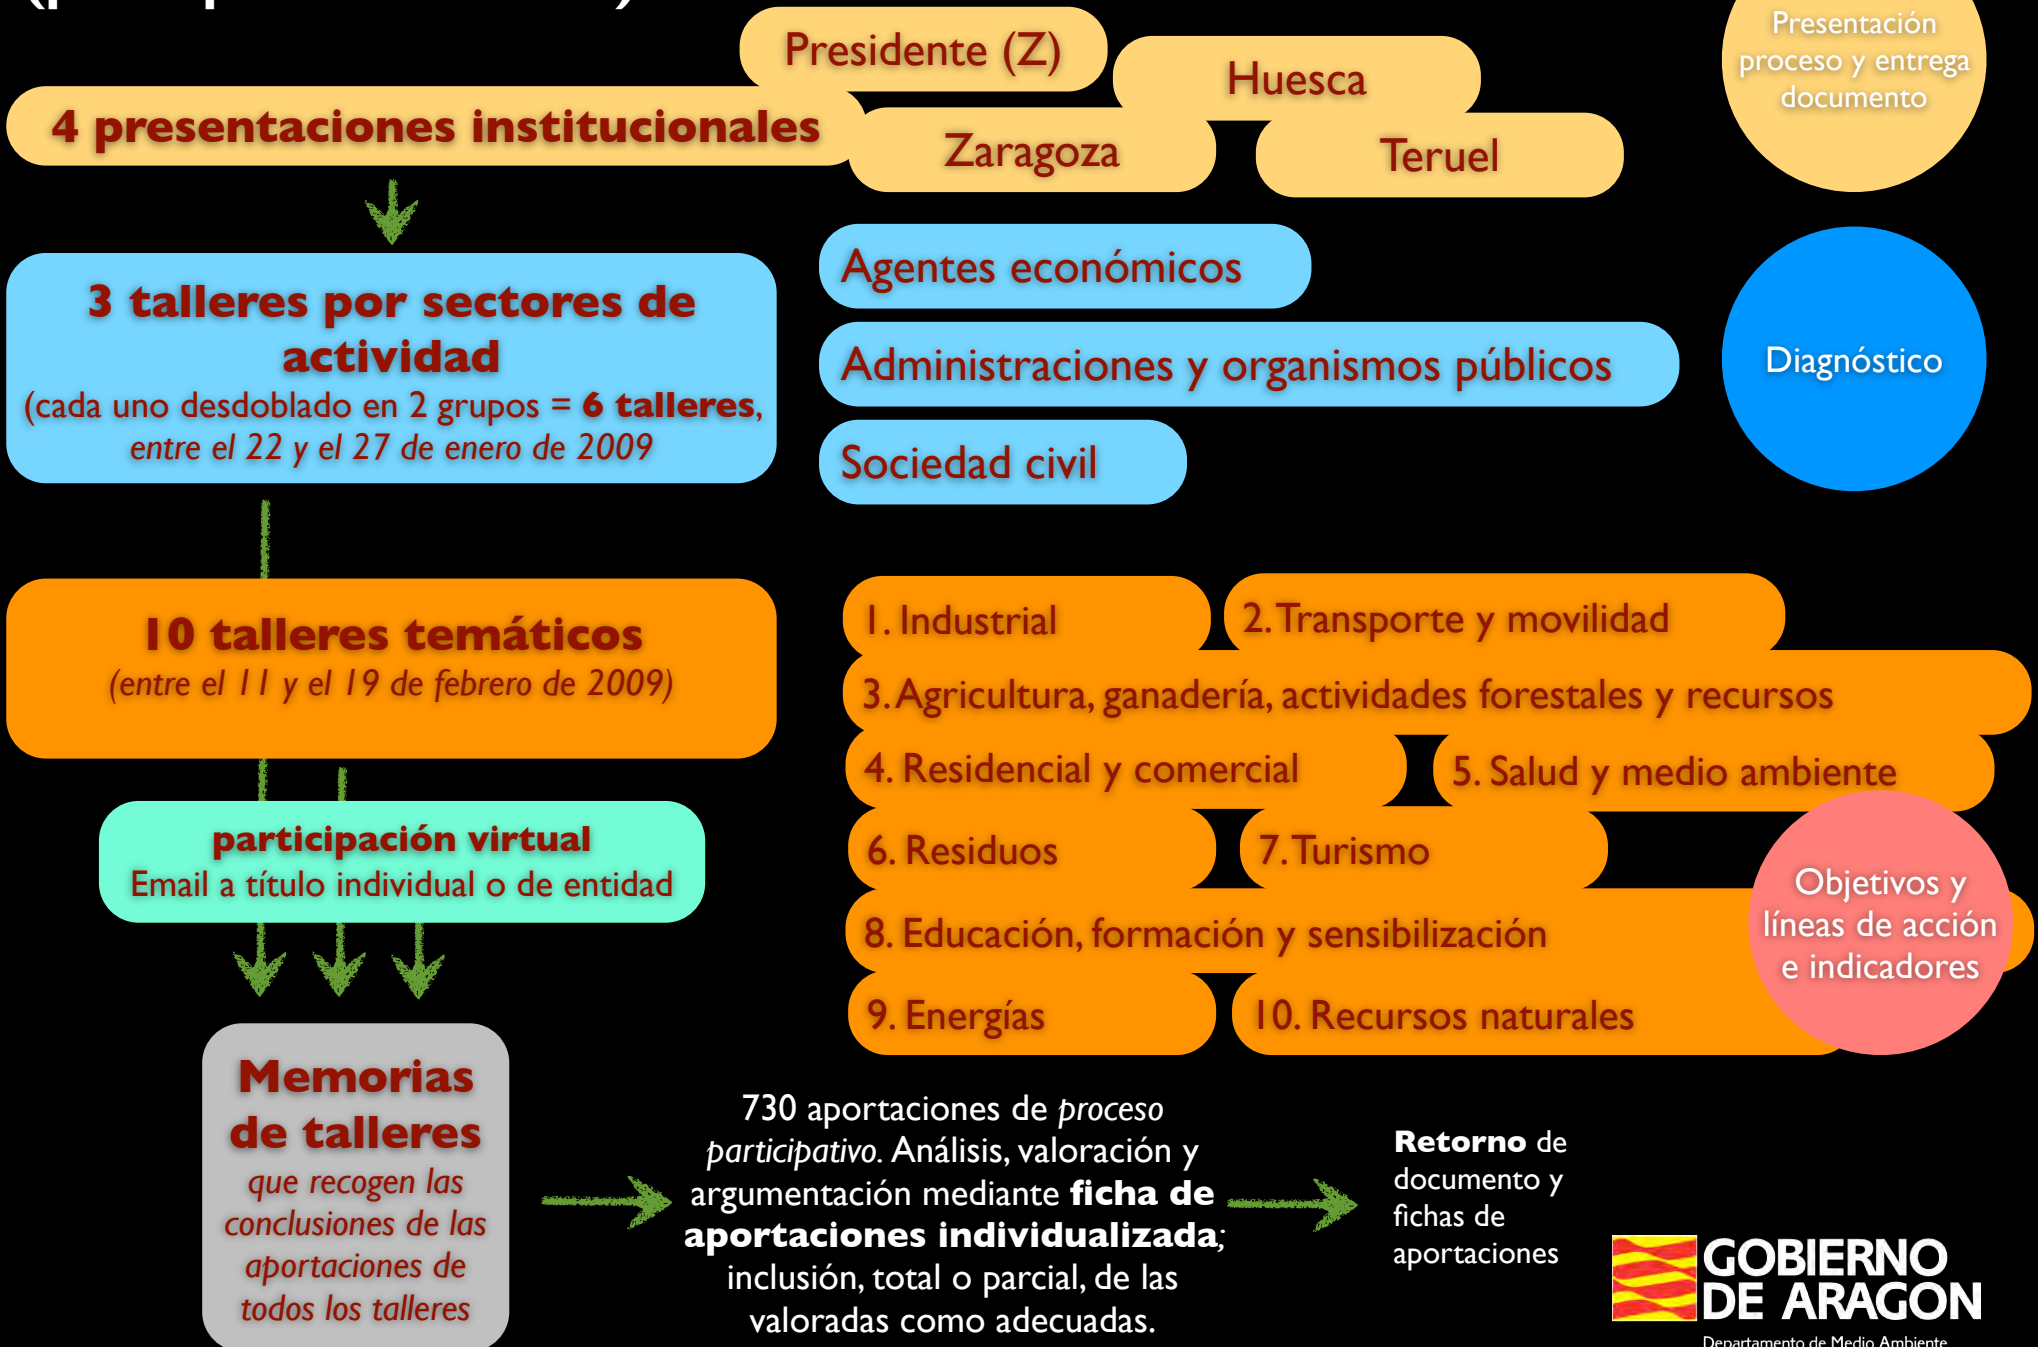 4 presentaciones institucionales
Presidente (Z)
Huesca
Zaragoza
Teruel
Presentación
proceso y entrega
documento
3 talleres por sectores de
actividad
(cada uno desdoblado en 2 grupos = 6 talleres,
entre el 22 y el 27 de enero de 2009
Agentes económicos
Administraciones y organismos públicos
Sociedad civil
Diagnóstico
10 talleres temáticos
(entre el 11 y el 19 de febrero de 2009)
1. Industrial
2. Transporte y movilidad
3. Agricultura, ganadería, actividades forestales y recursos
4. Residencial y comercial
5. Salud y medio ambiente
6. Residuos
7. Turismo
8. Educación, formación y sensibilización
9. Energías
10. Recursos naturales
Objetivos y
líneas de acción
e indicadores
participación virtual
Email a título individual o de entidad
Memorias
de talleres
que recogen las
conclusiones de las
aportaciones de
todos los talleres
730 aportaciones de proceso
participativo. Análisis, valoración y
argumentación mediante ficha de
aportaciones individualizada;
inclusión, total o parcial, de las
valoradas como adecuadas.
Retorno de
documento y
fichas de
aportaciones
GOBIERNO
DE ARAGON
Departamento de Medio Ambiente